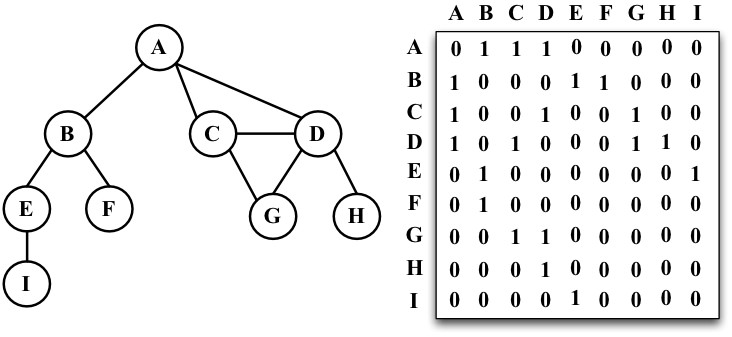 A
B
C
D
E
F
G
H
I
A B C D E F G H I
A 0 1 1 1 0 0 0 0 0
B 1 0 0 0 1 1 0 0 0
C 1 0 0 1 0 0 1 0 0
D 1 0 1 0 0 0 1 1 0
E 0 1 0 0 0 0 0 0 1
F 0 1 0 0 0 0 0 0 0
G 0 0 1 1 0 0 0 0 0
H 0 0 0 1 0 0 0 0 0
I 0 0 0 0 1 0 0 0 0